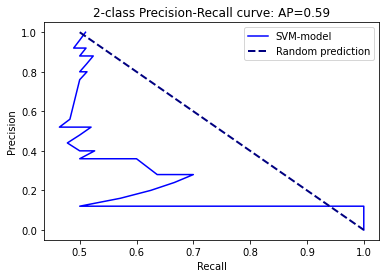 2-class Precision-Recall curve: AP=0.59
SVM-model
Random prediction
Precision
1.0
0.8
0.6
0.4
0.2
0.0
0.5
0.6
0.7
0.8
0.9
1.0
Recall